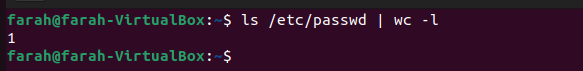 farah@farah-VirtualBox:~$ ls /etc/passwd | wc -l
1
farah@farah-VirtualBox:~$